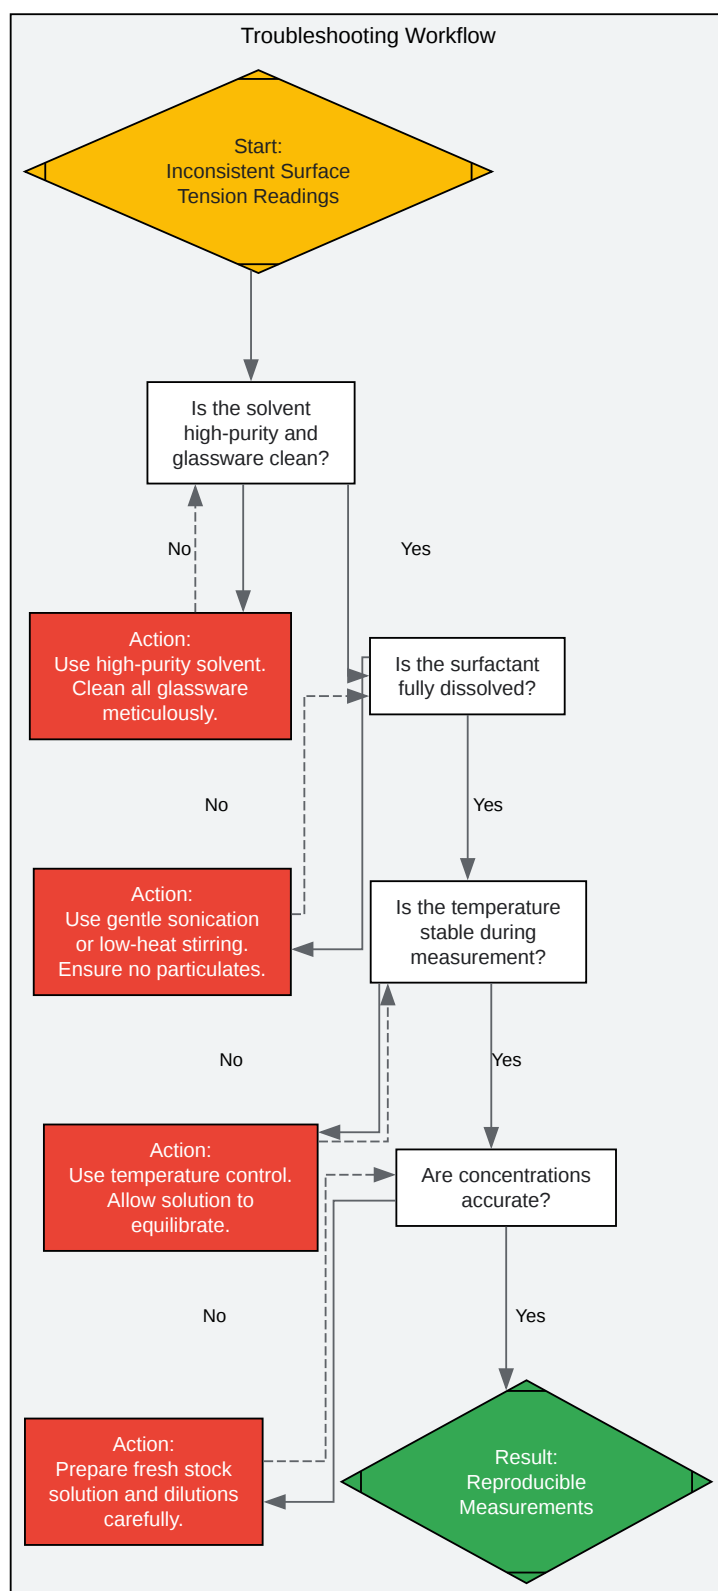 Troubleshooting Workflow
Start:
Inconsistent Surface
Tension Readings
Is the solvent
high-purity and
glassware clean?
No
Yes
Action:
Use high-purity solvent.
Clean all glassware
meticulously.
Is the surfactant
fully dissolved?
No
Yes
Action:
Use gentle sonication
or low-heat stirring.
Ensure no particulates.
Is the temperature
stable during
measurement?
No
Yes
Action:
Use temperature control.
Allow solution to
equilibrate.
Are concentrations
accurate?
No
Yes
Action:
Prepare fresh stock
solution and dilutions
carefully.
Result:
Reproducible
Measurements